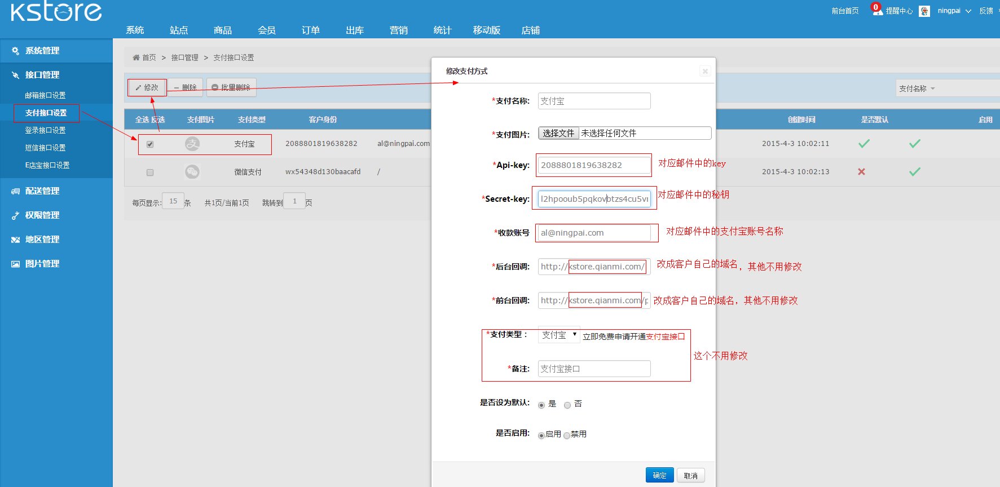 kstore
前台首页
0
提醒中心
ningpai
反馈
系统 站点 商品 会员 订单 出库 营销 统计 移动版 店铺
系统管理
接口管理
邮箱接口设置
支付接口设置
登录接口设置
短信接口设置
E店宝接口设置
配送管理
权限管理
地区管理
图片管理
首页 > 接口管理 > 支付接口设置
修改 删除 批量删除
支付名称
全选 反选 支付图片 支付类型 客户身份 创建时间 是否默认 启用
支付宝 2088801819638282 al@ningpai.com 2015-4-3 10:02:11
微信支付 wx54348d130baacafd / 2015-4-3 10:02:13
每页显示: 15 条 共1页/当前1页 跳转到 1 页
修改支付方式
*支付名称: 支付宝
*支付图片: 选择文件 未选择任何文件
*Api-key: 2088801819638282 对应邮件中的key
*Secret-key: l2hpooub5pqkovbtzs4cu5vr 对应邮件中的秘钥
*收款账号 al@ningpai.com 对应邮件中的支付宝账号名称
*后台回调: http://kstore.qianmi.com/ 改成客户自己的域名，其他不用修改
*前台回调: http://kstore.qianmi.com/p 改成客户自己的域名，其他不用修改
*支付类型： 支付宝 立即免费申请开通支付宝接口
这个不用修改
*备注: 支付宝接口
是否设为默认: 是 否
是否启用: 启用 禁用
确定 取消